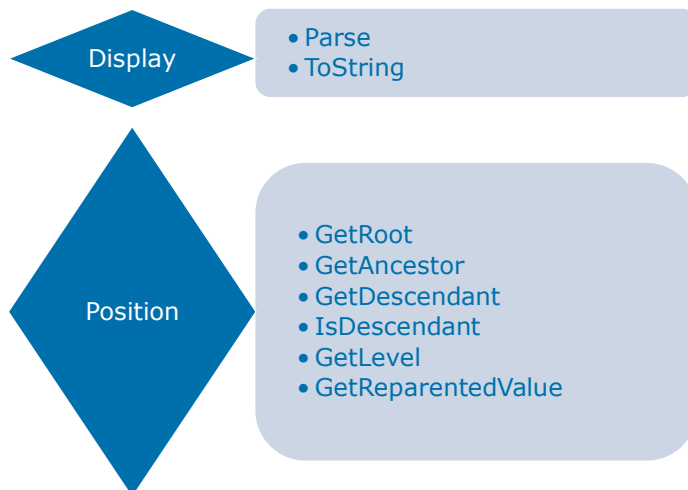 Display
• Parse
• ToString
Position
• GetRoot
• GetAncestor
• GetDescendant
• IsDescendant
• GetLevel
• GetReparentedValue